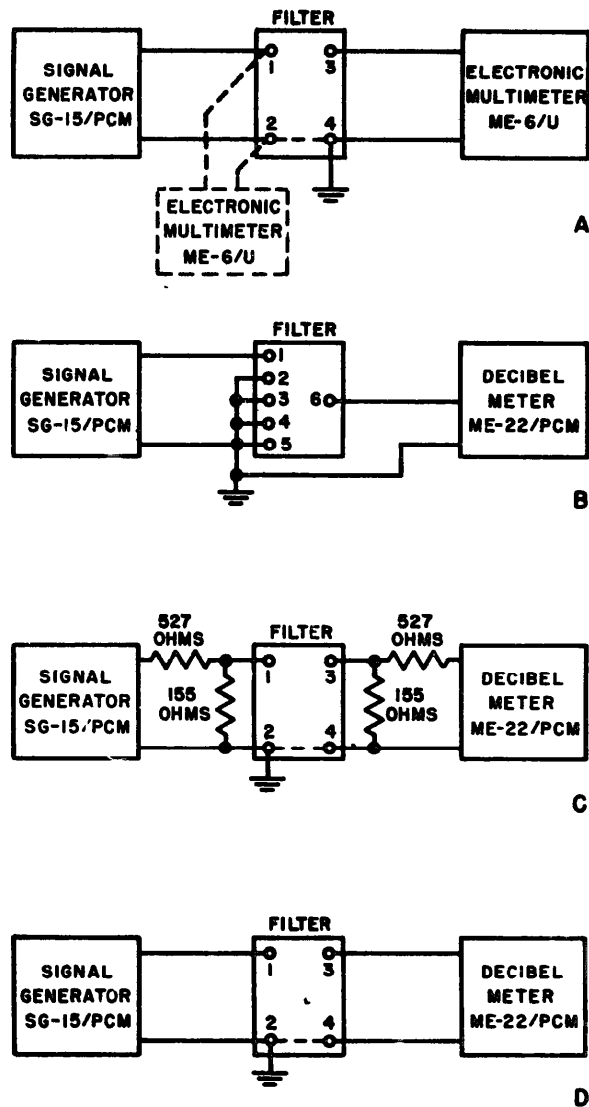 FILTER
SIGNAL
GENERATOR
SG-15/PCM
1
3
2
4
ELECTRONIC
MULTIMETER
ME-6/U
ELECTRONIC
MULTIMETER
ME-6/U
A
FILTER
SIGNAL
GENERATOR
SG-15/PCM
1
2
3
4
5
6
DECIBEL
METER
ME-22/PCM
B
527
OHMS
FILTER
527
OHMS
SIGNAL
GENERATOR
SG-15/PCM
155
OHMS
1
3
2
4
155
OHMS
DECIBEL
METER
ME-22/PCM
C
FILTER
SIGNAL
GENERATOR
SG-15/PCM
1
3
2
4
DECIBEL
METER
ME-22/PCM
D